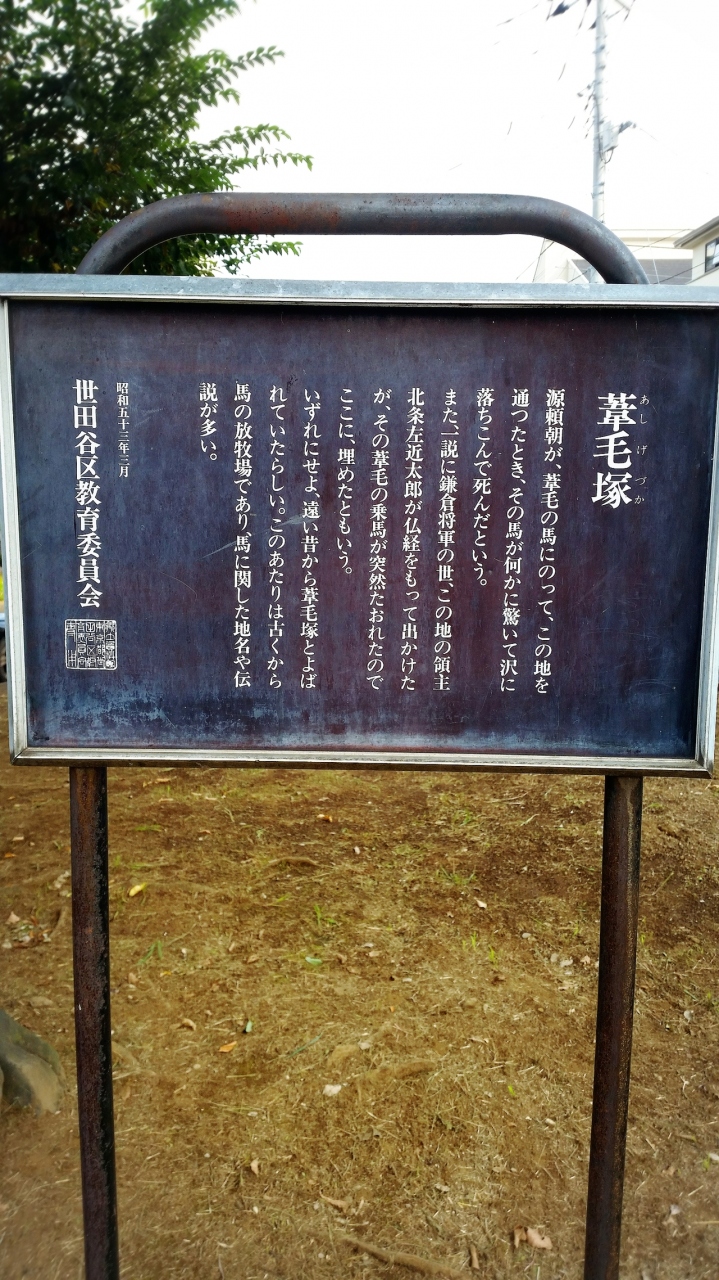 葦毛塚
あしげづか
源頼朝が、葦毛の馬にのって、この地を
通つたとき、その馬が何かに驚いて沢に
落ちこんで死んだという。
また、一説に鎌倉将軍の世、この地の領主
北条左近太郎が仏経をもって出かけた
が、その葦毛の乗馬が突然たおれたので
ここに、埋めたともいう。
いずれにせよ、遠い昔から葦毛塚とよば
れていたらしい。このあたりは古くから
馬の放牧場であり、馬に関した地名や伝
説が多い。
昭和五十三年三月
世田谷区教育委員会